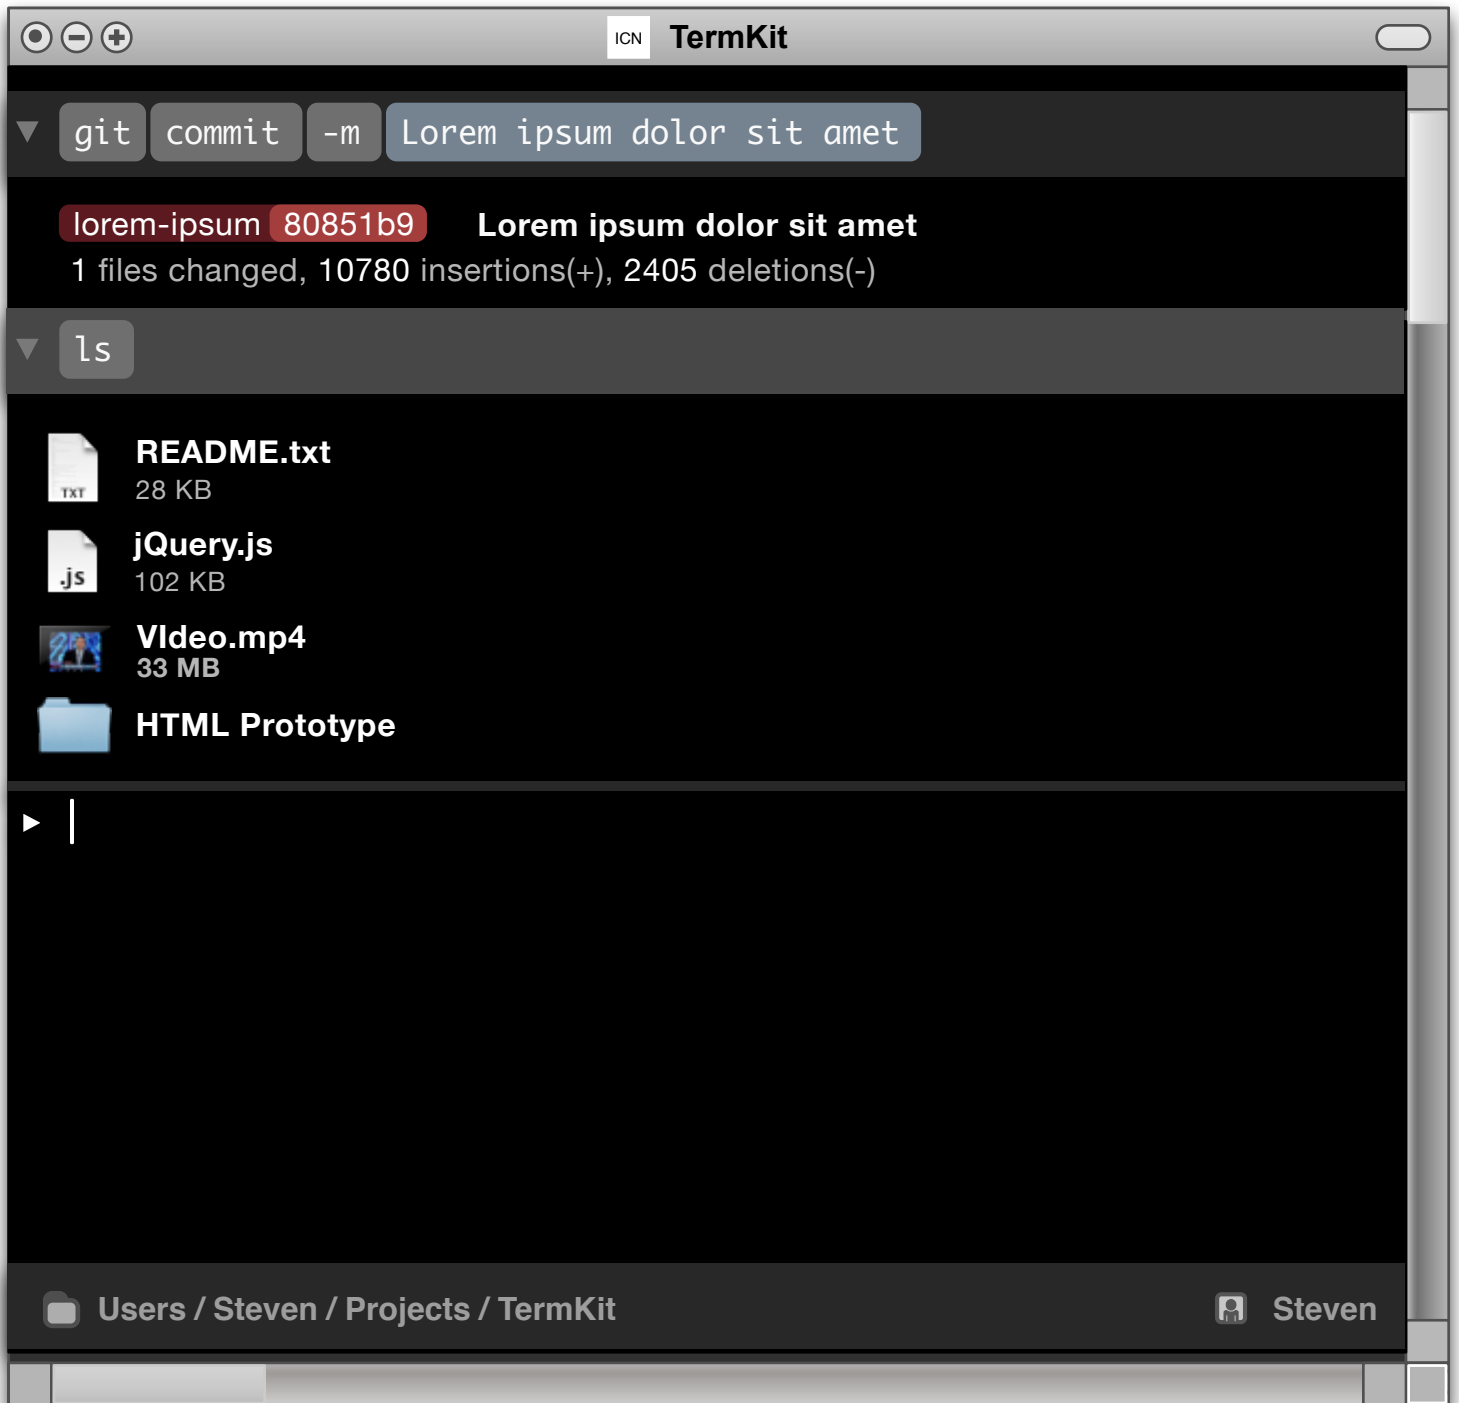 ICN TermKit
git commit -m Lorem ipsum dolor sit amet
lorem-ipsum 80851b9 Lorem ipsum dolor sit amet
1 files changed, 10780 insertions(+), 2405 deletions(-)
ls
README.txt
TXT
28 KB
jQuery.js
.js
102 KB
VIdeo.mp4
33 MB
HTML Prototype
Users / Steven / Projects / TermKit Steven